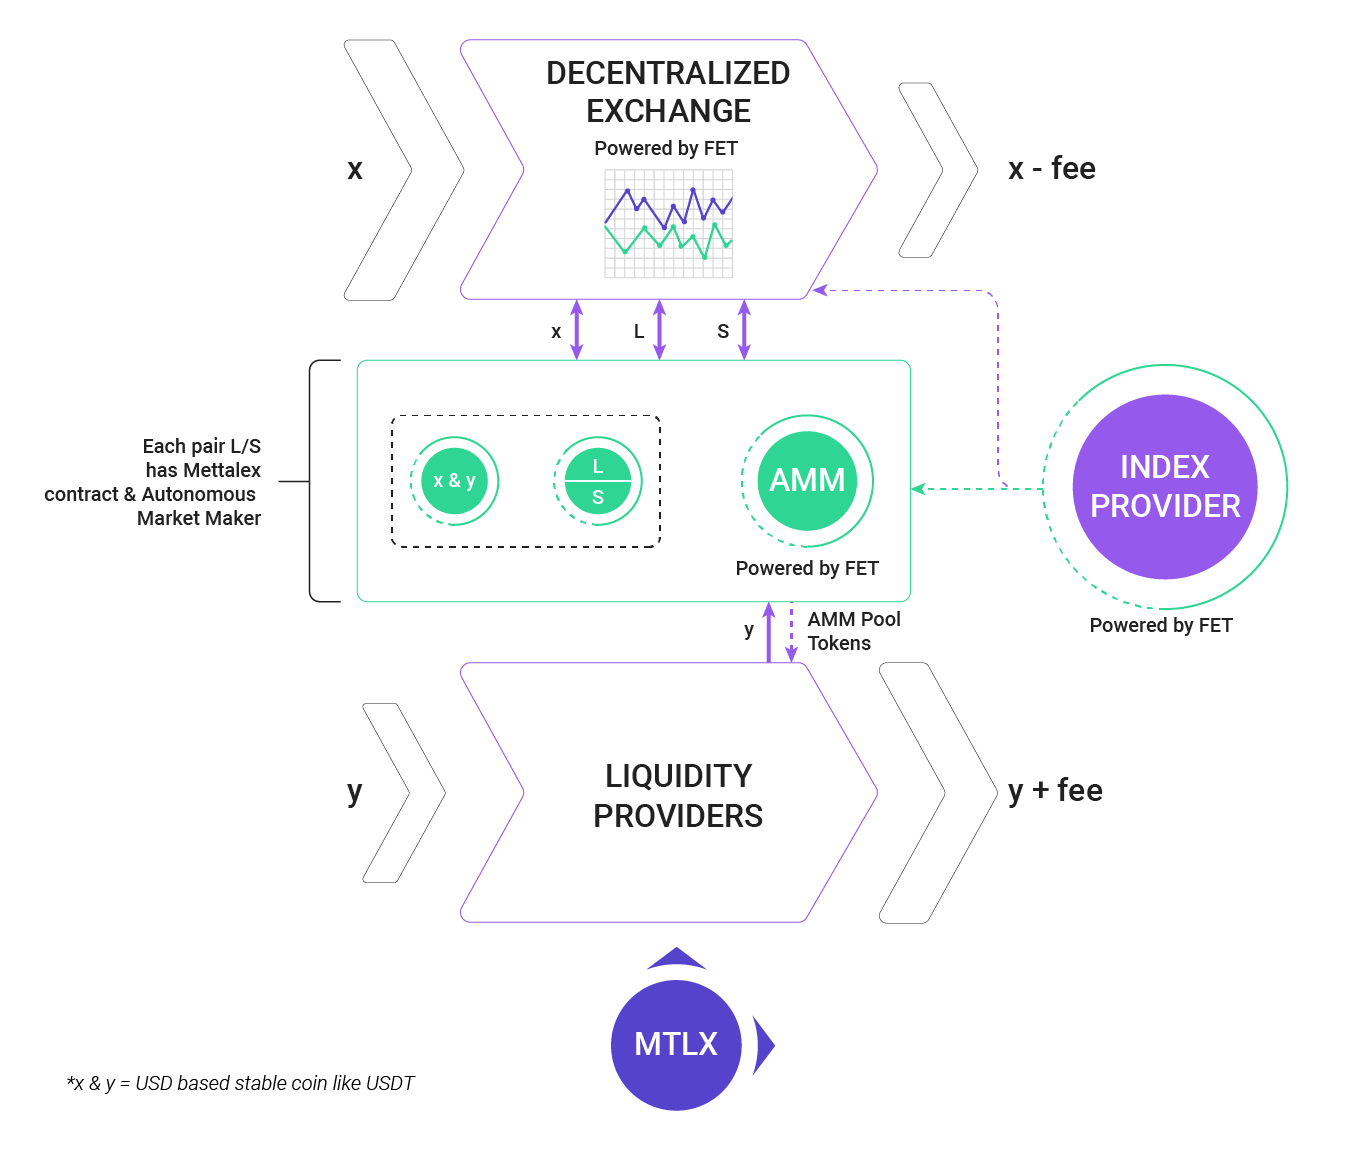 DECENTRALIZED
EXCHANGE
Powered by FET
x
x - fee
x
L
S
Each pair L/S
has Mettalex
contract & Autonomous
Market Maker
x & y
L
S
AMM
Powered by FET
INDEX
PROVIDER
Powered by FET
y
AMM Pool
Tokens
y
LIQUIDITY
PROVIDERS
y + fee
MTLX
*x & y = USD based stable coin like USDT